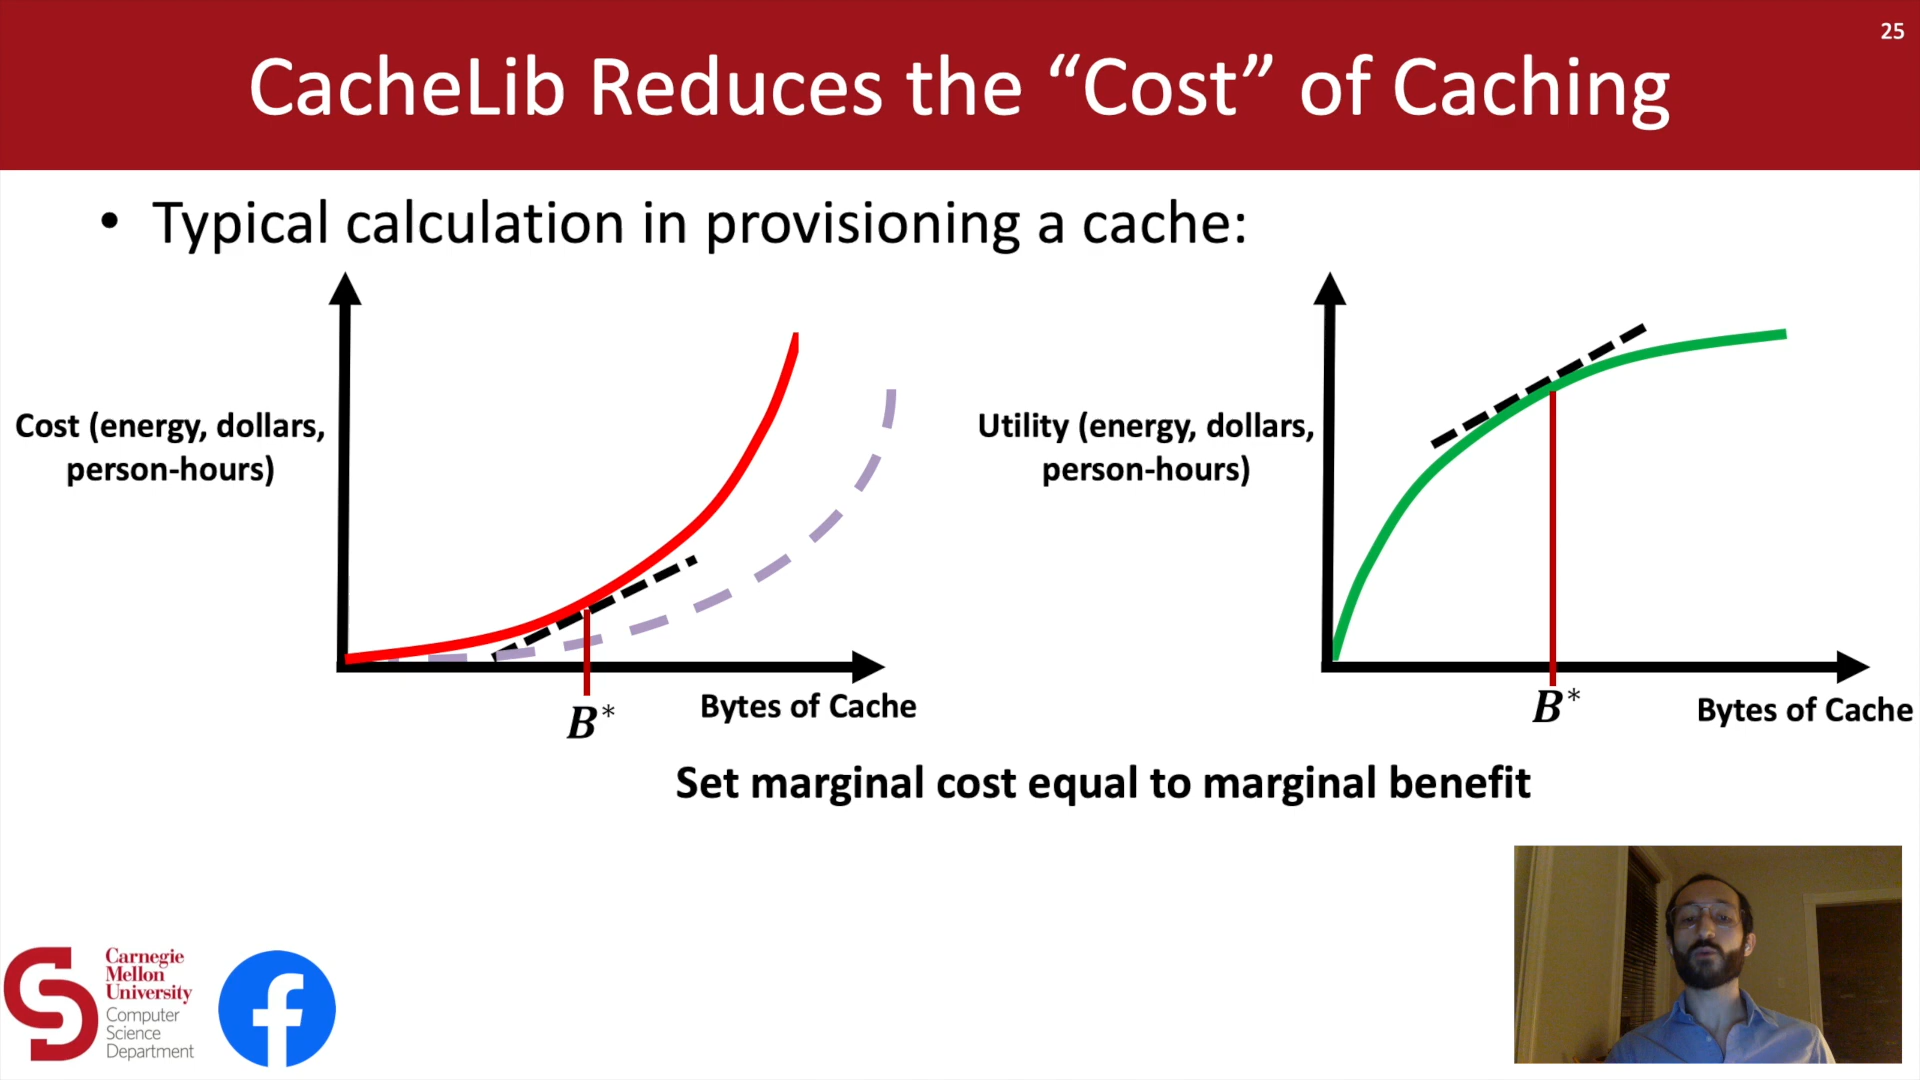 25
CacheLib Reduces the “Cost” of Caching
• Typical calculation in provisioning a cache:
Cost (energy, dollars,
person-hours)
Bytes of Cache
B*
Utility (energy, dollars,
person-hours)
Bytes of Cache
B*
Set marginal cost equal to marginal benefit
Carnegie
Mellon
University
Computer
Science
Department